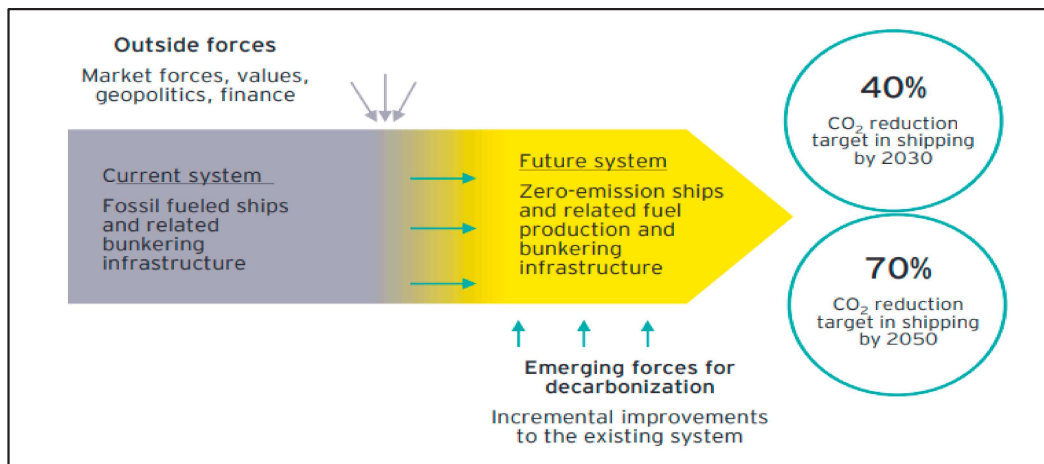 Outside forces
Market forces, values,
geopolitics, finance
Current system
Fossil fueled ships
and related
bunkering
infrastructure
Future system
Zero-emission ships
and related fuel
production and
bunkering
infrastructure
Emerging forces for
decarbonization
Incremental improvements
to the existing system
40%
CO₂ reduction
target in shipping
by 2030
70%
CO₂ reduction
target in shipping
by 2050